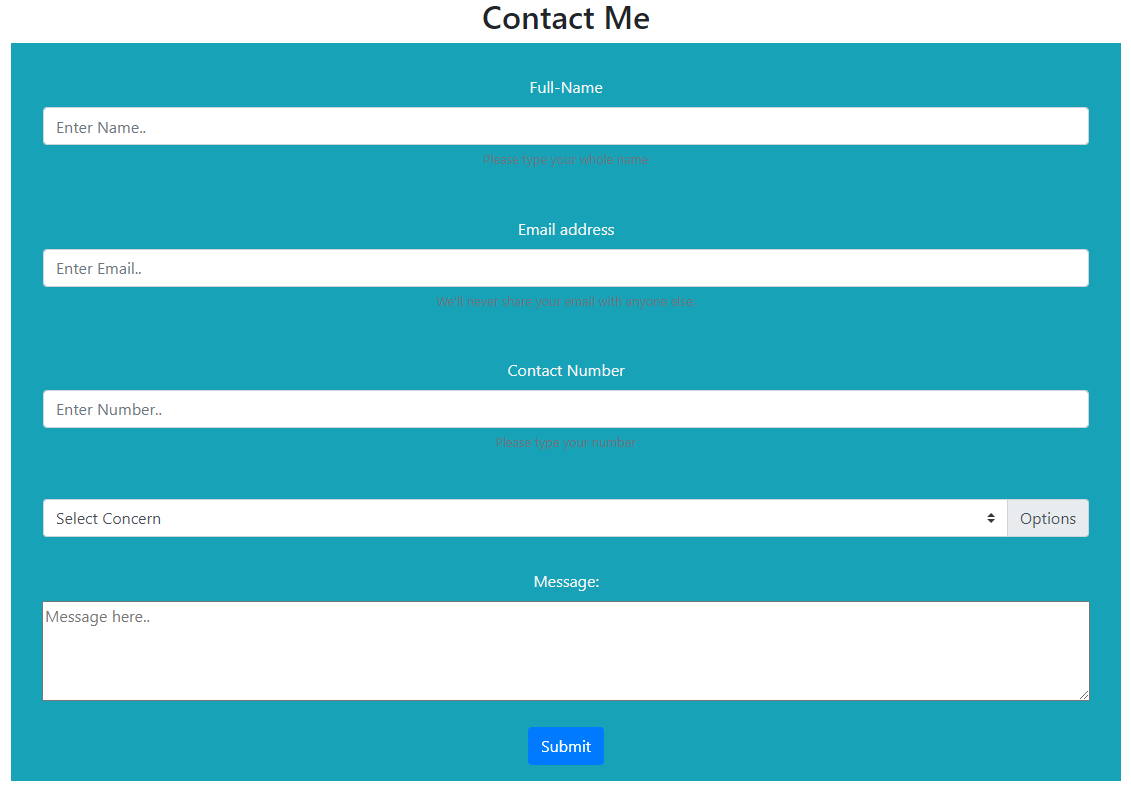 Contact Me
Full-Name
Enter Name..
Please type your whole name.
Email address
Enter Email..
We'll never share your email with anyone else.
Contact Number
Enter Number..
Please type your number
Select Concern Options
Message:
Message here..
Submit